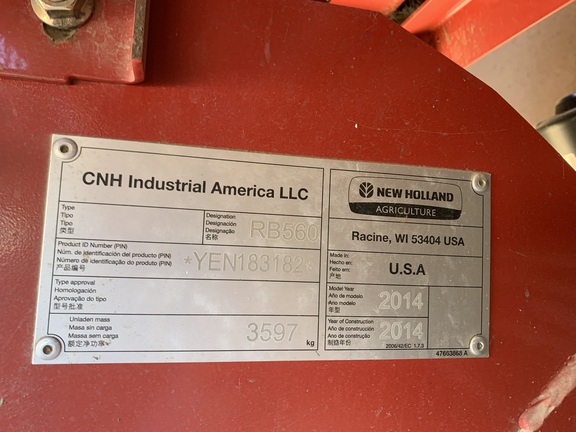 CNH Industrial America LLC
Type
Tipo
Tipo
类型
Designation
Designación
Designação
名称
RB560
Product ID Number (PIN)
Núm. de identificación del producto (PIN)
Número de identificação do produto (PIN)
产品编号
*YEN183182*
Type approval
Homologación
Aprovação do tipo
型号批准
Unladen mass
Masa sin carga
Massa sem carga
额定净功率
3597 kg
NEW HOLLAND
AGRICULTURE
Racine, WI 53404 USA
Made in:
Hecho en:
Feito em:
产地
U.S.A
Model Year
Año de modelo
Ano modelo
年型
2014
Year of Construction
Año de construcción
Ano de construção
制造年份
2014
2006/42/EC 1.7.3
47663868 A